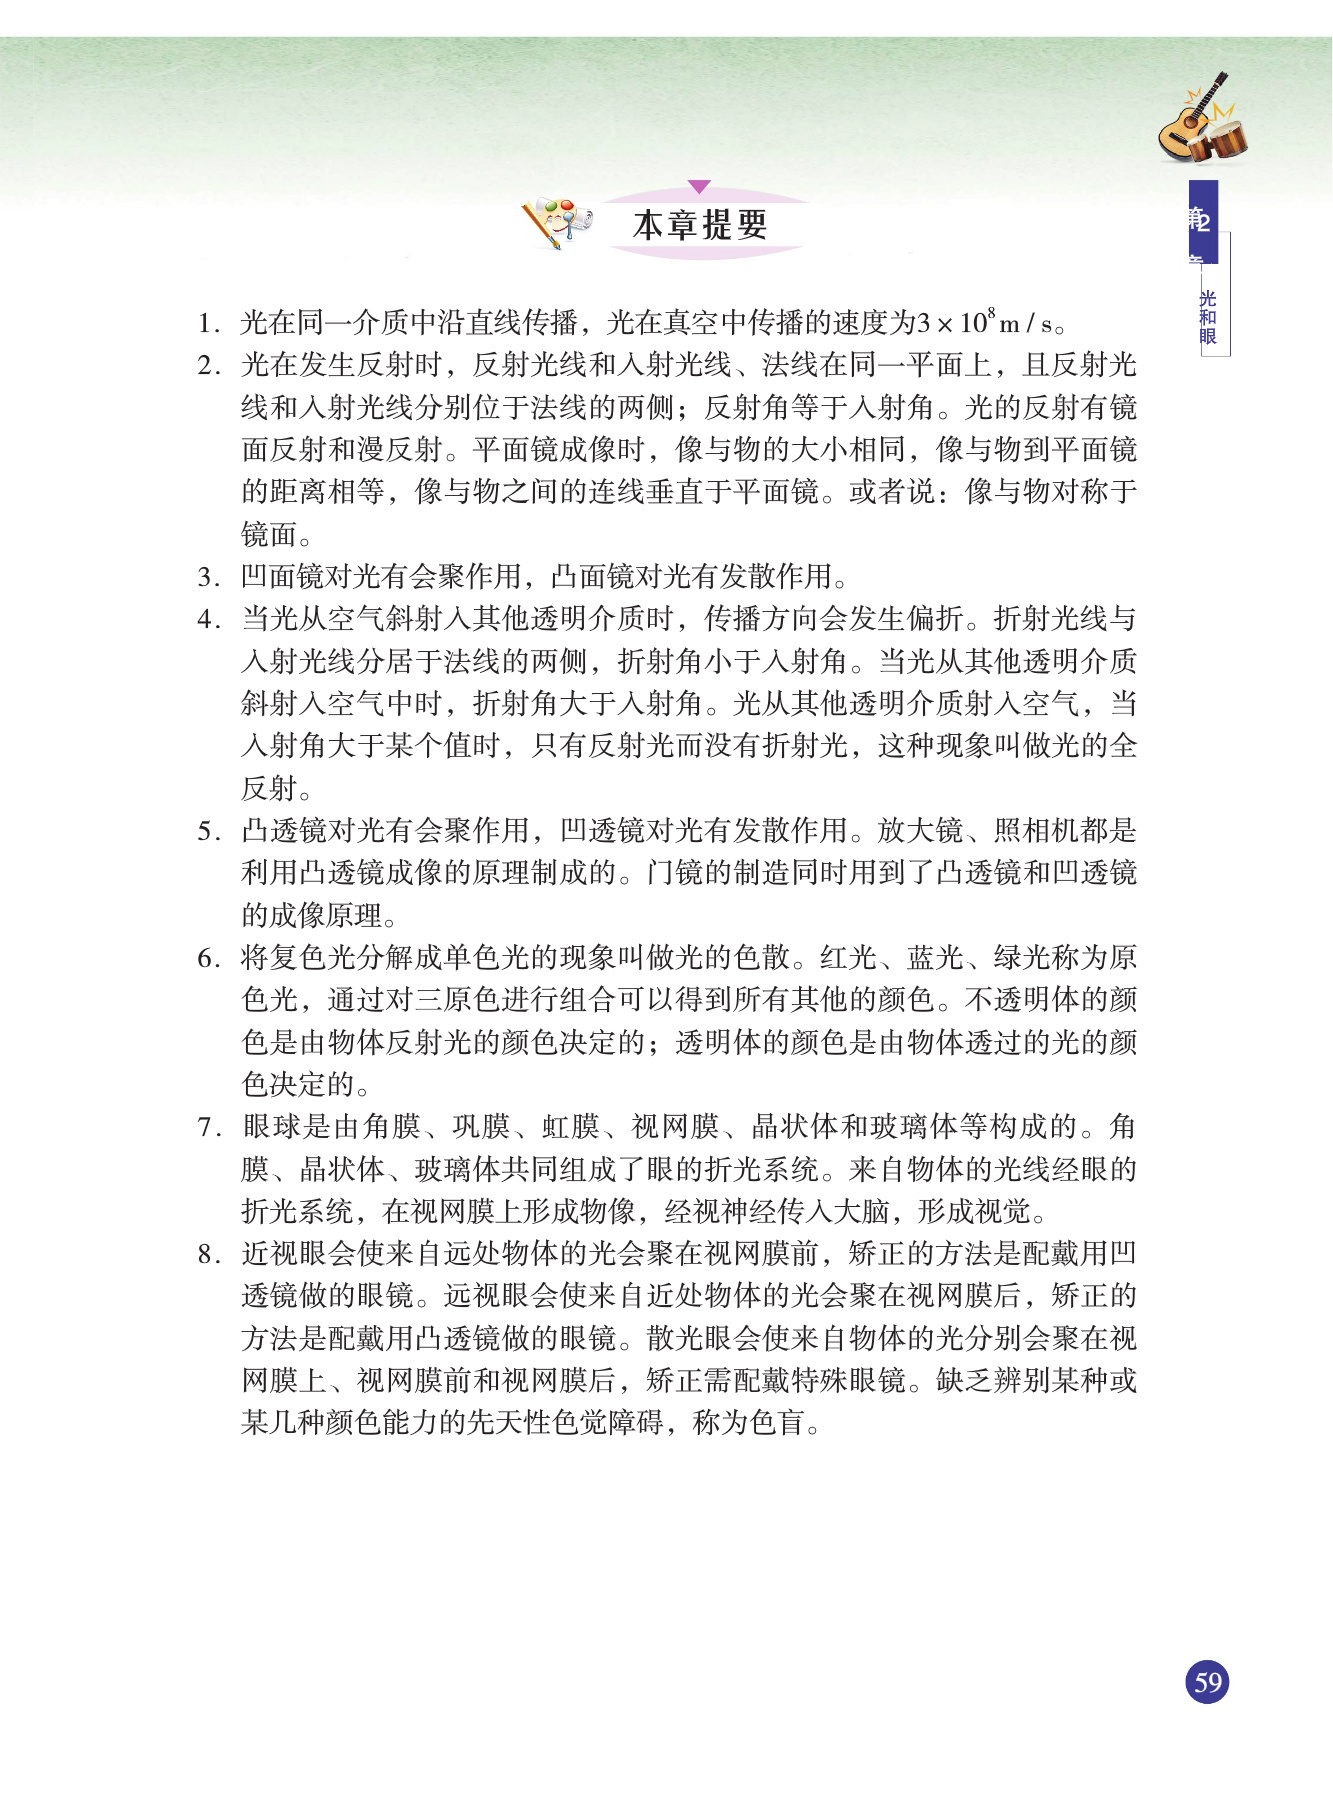 本章提要
第2章
光和眼
1. 光在同一介质中沿直线传播，光在真空中传播的速度为3 × 10⁸ m / s。
2. 光在发生反射时，反射光线和入射光线、法线在同一平面上，且反射光
线和入射光线分别位于法线的两侧；反射角等于入射角。光的反射有镜
面反射和漫反射。平面镜成像时，像与物的大小相同，像与物到平面镜
的距离相等，像与物之间的连线垂直于平面镜。或者说：像与物对称于
镜面。
3. 凹面镜对光有会聚作用，凸面镜对光有发散作用。
4. 当光从空气斜射入其他透明介质时，传播方向会发生偏折。折射光线与
入射光线分居于法线的两侧，折射角小于入射角。当光从其他透明介质
斜射入空气中时，折射角大于入射角。光从其他透明介质射入空气，当
入射角大于某个值时，只有反射光而没有折射光，这种现象叫做光的全
反射。
5. 凸透镜对光有会聚作用，凹透镜对光有发散作用。放大镜、照相机都是
利用凸透镜成像的原理制成的。门镜的制造同时用到了凸透镜和凹透镜
的成像原理。
6. 将复色光分解成单色光的现象叫做光的色散。红光、蓝光、绿光称为原
色光，通过对三原色进行组合可以得到所有其他的颜色。不透明体的颜
色是由物体反射光的颜色决定的；透明体的颜色是由物体透过的光的颜
色决定的。
7. 眼球是由角膜、巩膜、虹膜、视网膜、晶状体和玻璃体等构成的。角
膜、晶状体、玻璃体共同组成了眼的折光系统。来自物体的光线经眼的
折光系统，在视网膜上形成物像，经视神经传入大脑，形成视觉。
8. 近视眼会使来自远处物体的光会聚在视网膜前，矫正的方法是配戴用凹
透镜做的眼镜。远视眼会使来自近处物体的光会聚在视网膜后，矫正的
方法是配戴用凸透镜做的眼镜。散光眼会使来自物体的光分别会聚在视
网膜上、视网膜前和视网膜后，矫正需配戴特殊眼镜。缺乏辨别某种或
某几种颜色能力的先天性色觉障碍，称为色盲。
59